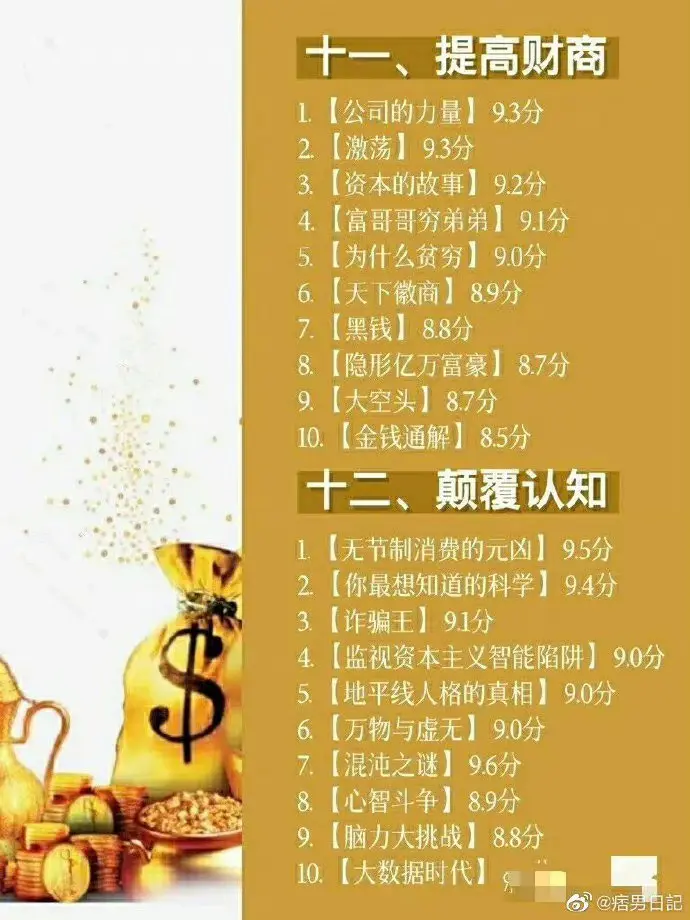 十一、提高财商
1.【公司的力量】9.3分
2.【激荡】9.3分
3.【资本的故事】9.2分
4.【富哥哥穷弟弟】9.1分
5.【为什么贫穷】9.0分
6.【天下徽商】8.9分
7.【黑钱】8.8分
8.【隐形亿万富豪】8.7分
9.【大空头】8.7分
10.【金钱通解】8.5分
十二、颠覆认知
1.【无节制消费的元凶】9.5分
2.【你最想知道的科学】9.4分
3.【诈骗王】9.1分
4.【监视资本主义智能陷阱】9.0分
5.【地平线人格的真相】9.0分
6.【万物与虚无】9.0分
7.【混沌之谜】9.6分
8.【心智斗争】8.9分
9.【脑力大挑战】8.8分
10.【大数据时代】
@痞男日記
$